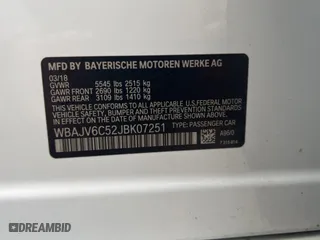 MFD BY BAYERISCHE MOTOREN WERKE AG
03/18
GVWR 5545 lbs 2515 kg
GAWR FRONT 2690 lbs 1220 kg
GAWR REAR 3109 lbs 1410 kg
THIS VEHICLE CONFORMS TO ALL APPLICABLE U.S. FEDERAL MOTOR
VEHICLE SAFETY, BUMPER, AND THEFT PREVENTION STANDARDS IN
EFFECT ON THE DATE OF MANUFACTURE SHOWN ABOVE.
WBAJV6C52JBK07251 TYPE: PASSENGER CAR
A96/0
DREAMBID